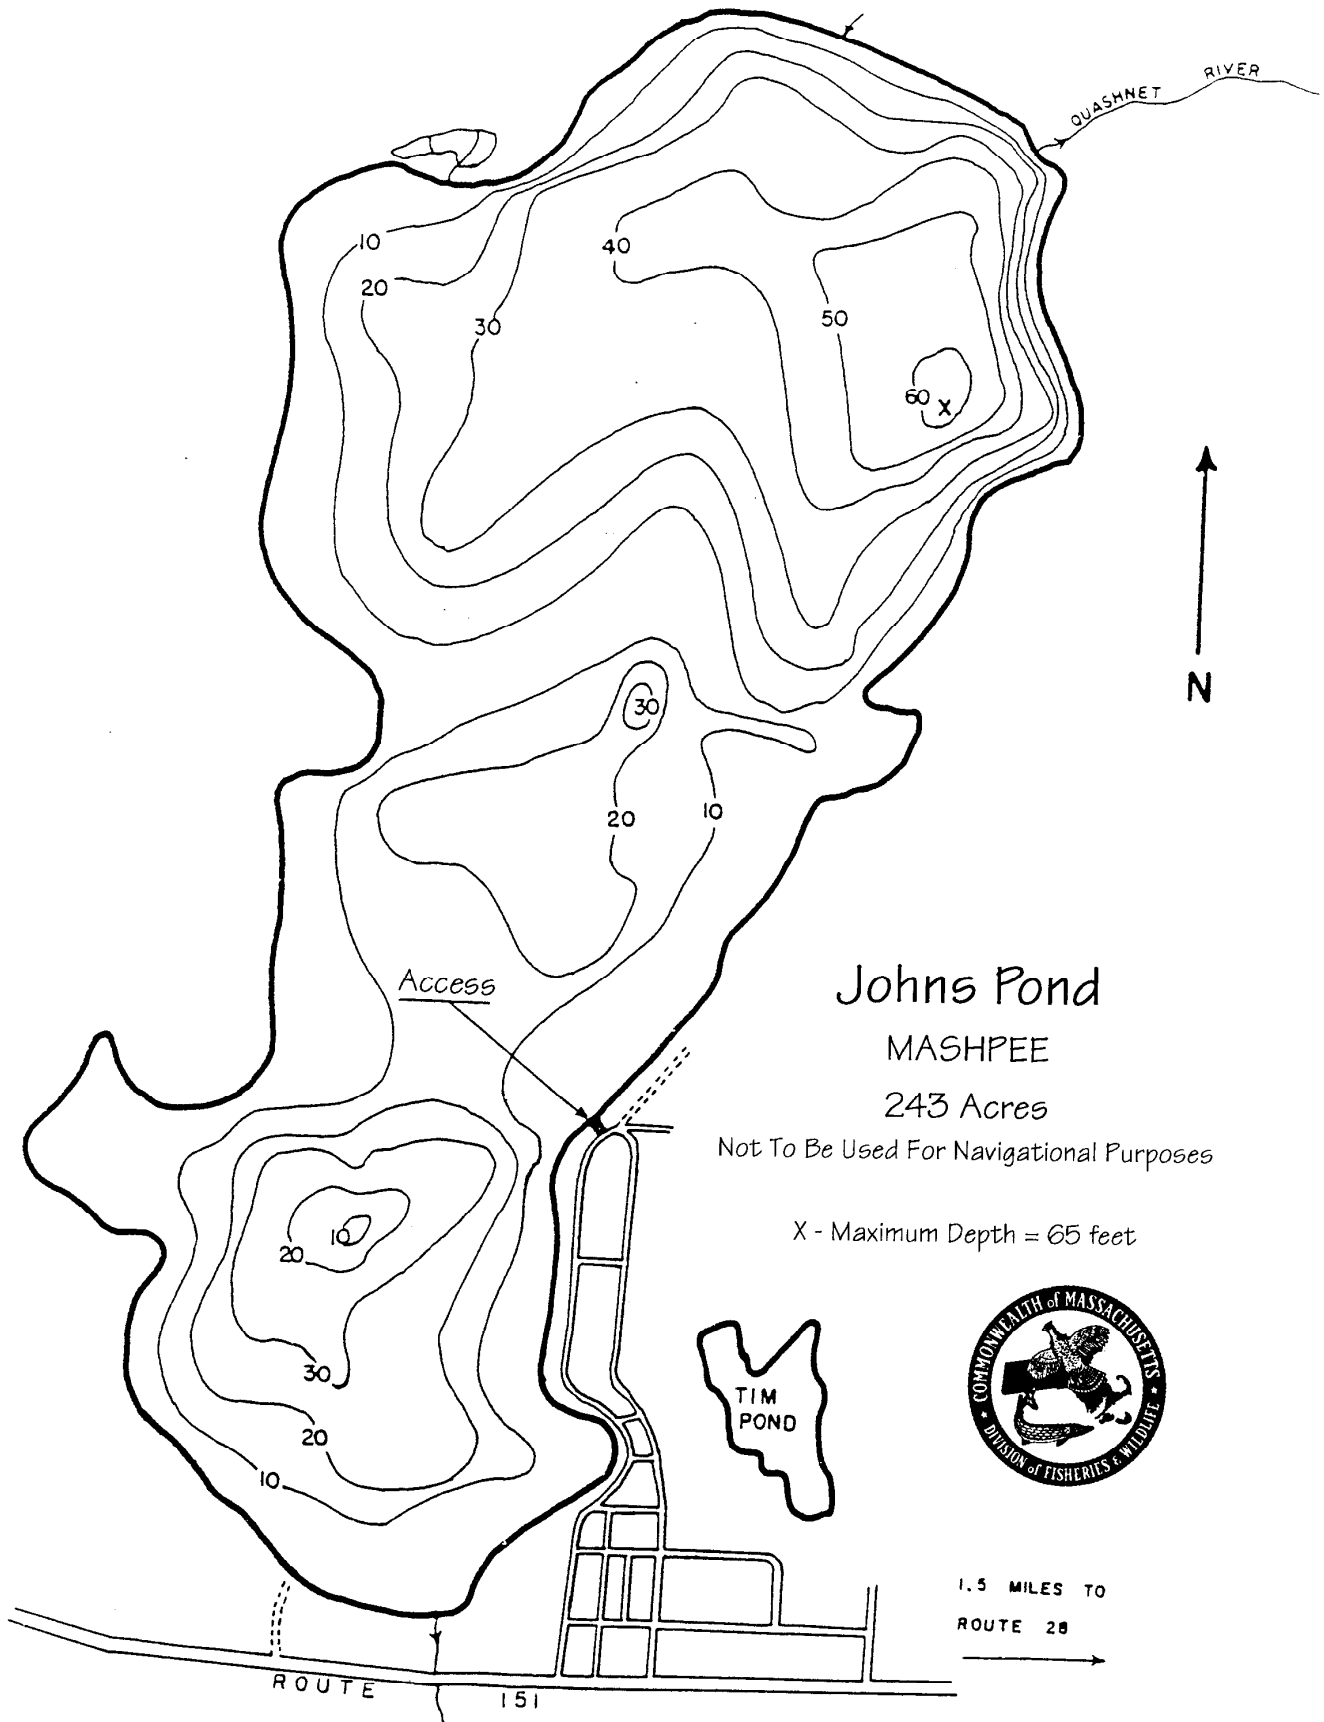 QUASHNET RIVER
10
20
30
40
50
60 X
N
30
20
10
Access
Johns Pond
MASHPEE
243 Acres
Not To Be Used For Navigational Purposes
X - Maximum Depth = 65 feet
10
20
30
20
10
TIM
POND
COMMONWEALTH of MASSACHUSETTS
DIVISION of FISHERIES & WILDLIFE
1.5 MILES TO
ROUTE 28
ROUTE 151